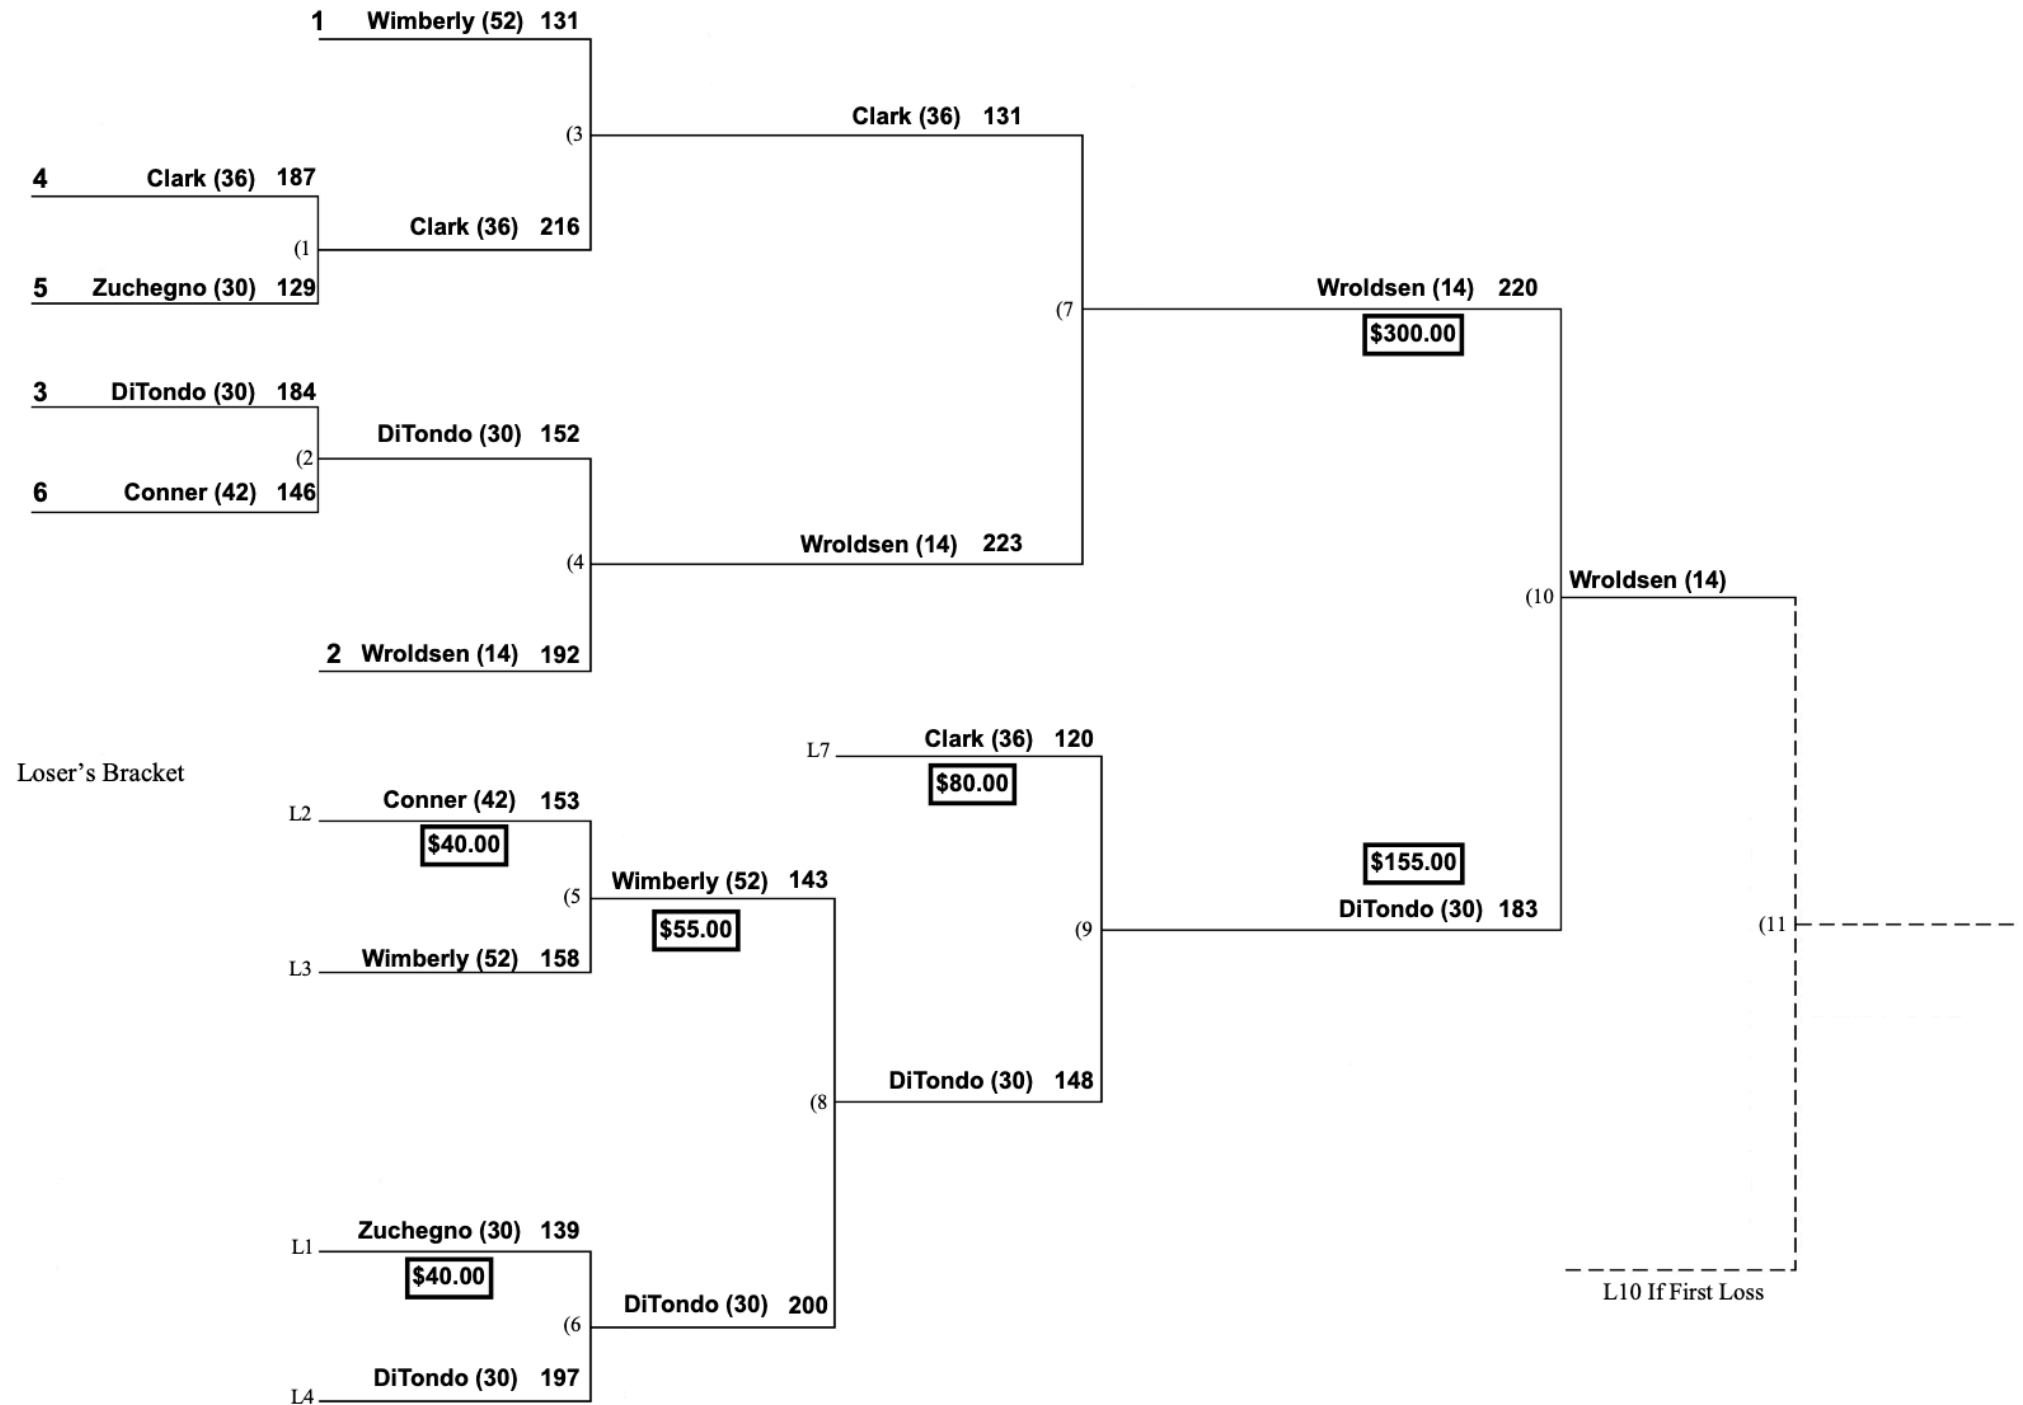 1 Wimberly (52) 131
(3
Clark (36) 131
4 Clark (36) 187
Clark (36) 216
(1
5 Zuchegno (30) 129
(7
Wroldsen (14) 220
$300.00
3 DiTondo (30) 184
DiTondo (30) 152
(2
6 Conner (42) 146
(4
Wroldsen (14) 223
2 Wroldsen (14) 192
(10
Wroldsen (14)
Loser’s Bracket
L7
Clark (36) 120
$80.00
L2
Conner (42) 153
$40.00
(5
Wimberly (52) 143
$55.00
L3
Wimberly (52) 158
$155.00
(9
DiTondo (30) 183
(11
(8
DiTondo (30) 148
L1
Zuchegno (30) 139
$40.00
(6
DiTondo (30) 200
L4
DiTondo (30) 197
L10 If First Loss